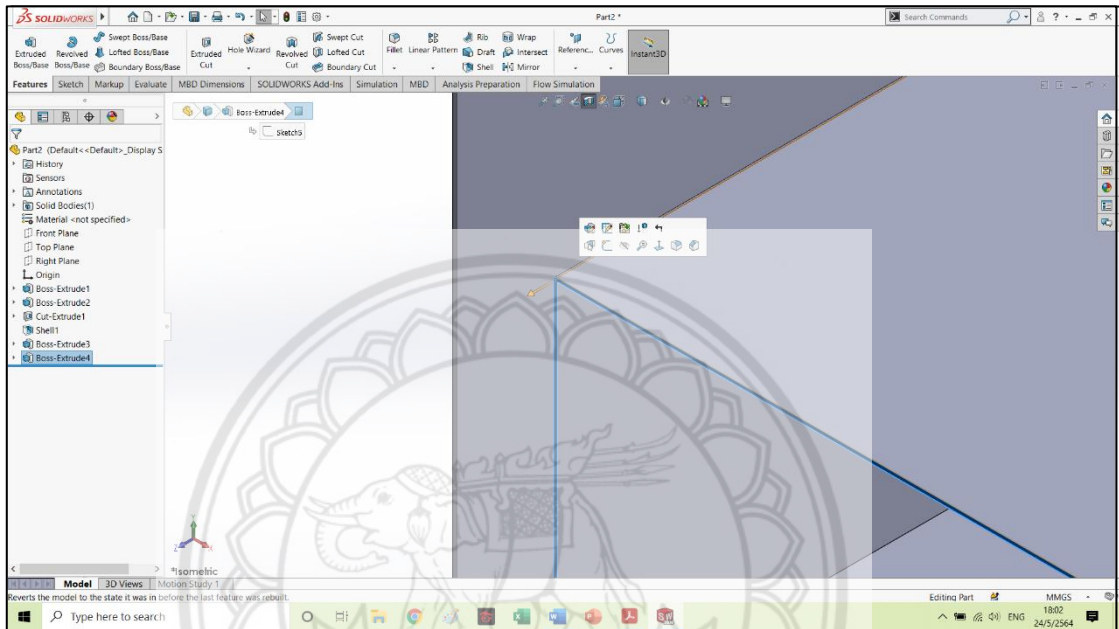 SOLIDWORKS
Part2 *
Search Commands
Extruded Boss/Base
Revolved Boss/Base
Swept Boss/Base
Lofted Boss/Base
Boundary Boss/Base
Extruded Cut
Hole Wizard
Revolved Cut
Swept Cut
Lofted Cut
Boundary Cut
Fillet
Linear Pattern
Rib
Draft
Shell
Wrap
Intersect
Mirror
Referenc...
Curves
Instant3D
Features Sketch Markup Evaluate MBD Dimensions SOLIDWORKS Add-Ins Simulation MBD Analysis Preparation Flow Simulation
Boss-Extrude4
Sketch5
Part2 (Default<<Default>_Display S
History
Sensors
Annotations
Solid Bodies(1)
Material <not specified>
Front Plane
Top Plane
Right Plane
Origin
Boss-Extrude1
Boss-Extrude2
Cut-Extrude1
Shell1
Boss-Extrude3
Boss-Extrude4
*Isometric
Model 3D Views Motion Study 1
Reverts the model to the state it was in before the last feature was rebuilt.
Editing Part MMGS
Type here to search
ENG
18:02
24/5/2564